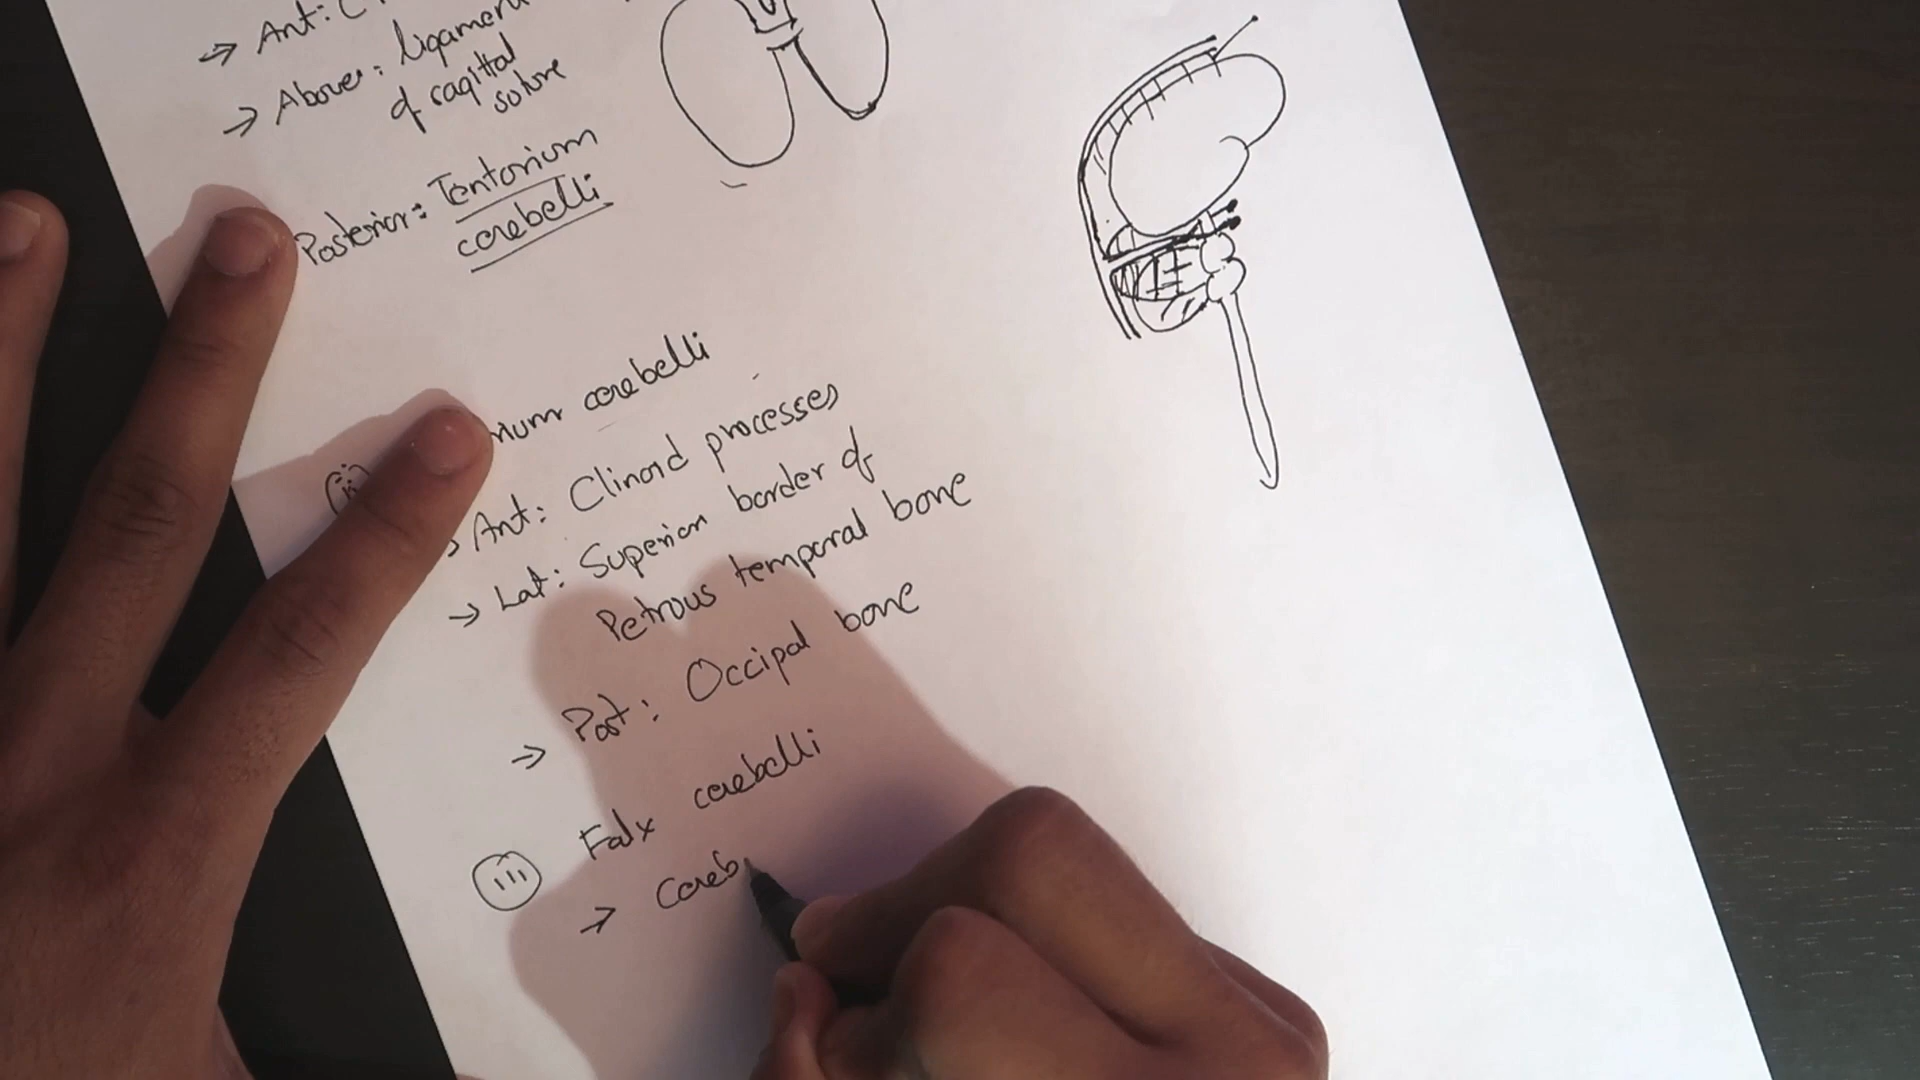 → Ant:
→ Above: ligament
of sagittal
suture
Posterior: Tentorium
cerebelli
cerebelli
Ant: Clinoid processes
→ Lat: Superior border of
Petrous temporal bone
→ Post: Occipal bone
(iii) Falx cerebelli
→ Cereb